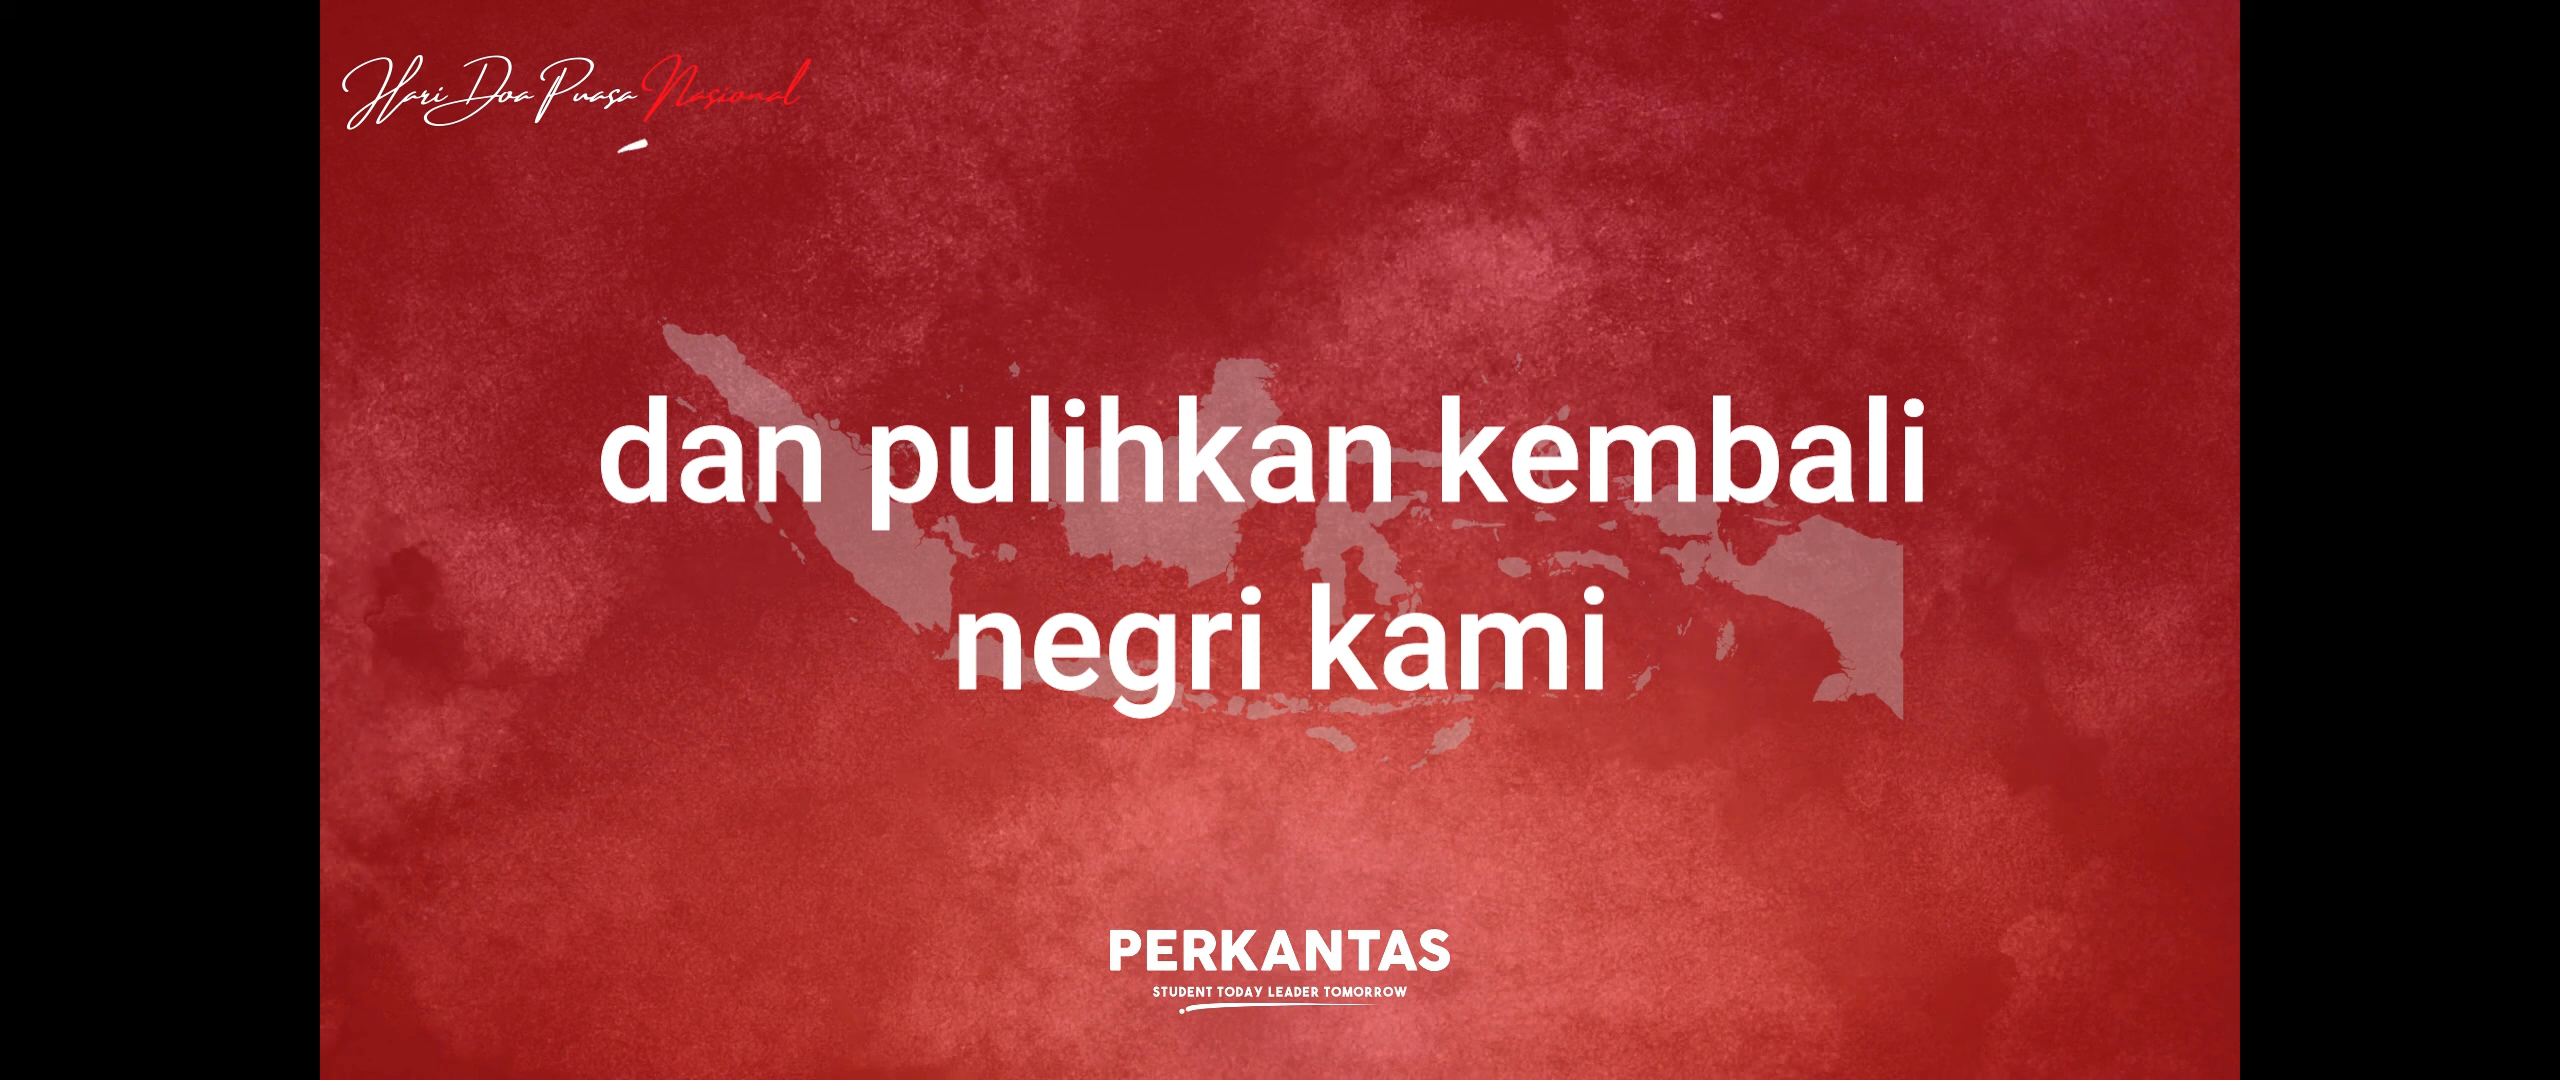 Hari Doa Puasa Nasional
dan pulihkan kembali
negri kami
PERKANTAS
STUDENT TODAY LEADER TOMORROW